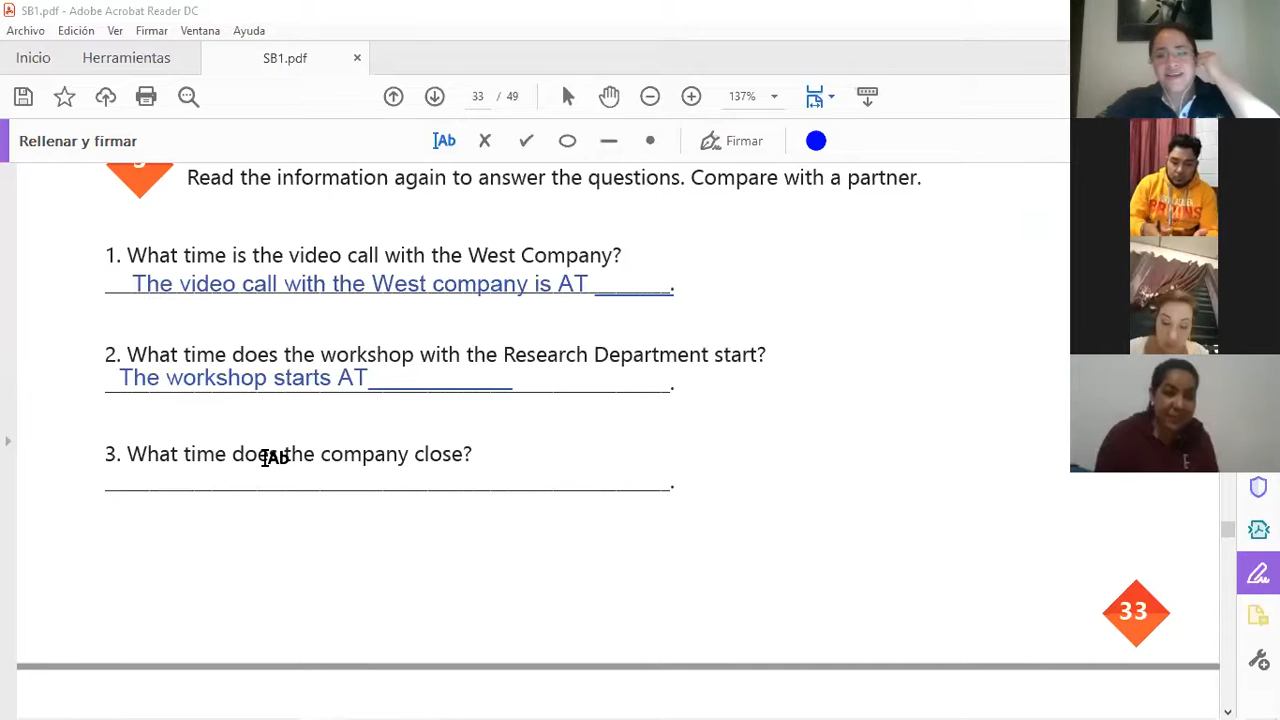 SB1.pdf - Adobe Acrobat Reader DC
Archivo Edición Ver Firmar Ventana Ayuda
Inicio Herramientas SB1.pdf ×
33 / 49 137%
Rellenar y firmar Ab Firmar
Read the information again to answer the questions. Compare with a partner.
1. What time is the video call with the West Company?
The video call with the West company is AT _______.
2. What time does the workshop with the Research Department start?
The workshop starts AT____________.
3. What time does the company close?
Ab
____________________.
33